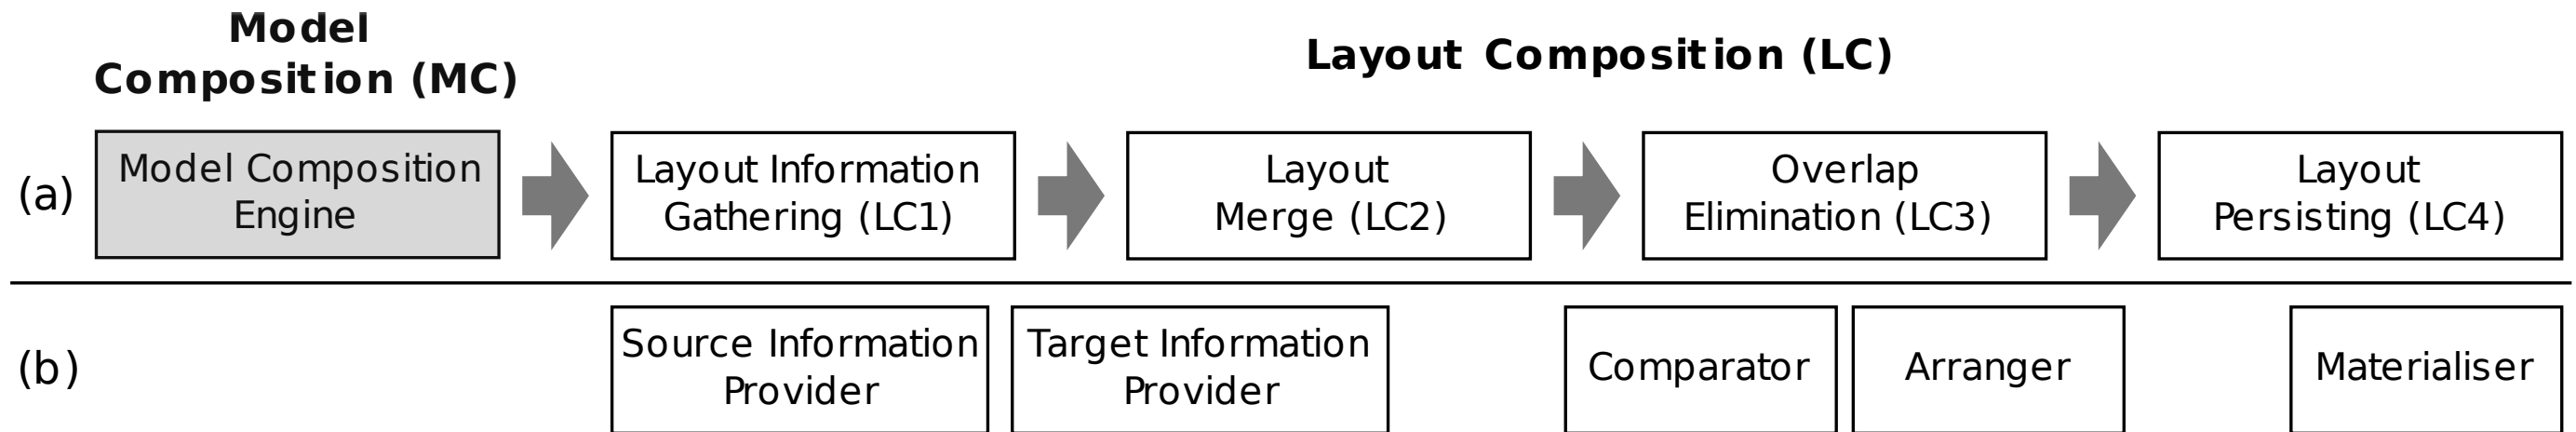 Model
Composition (MC)
Layout Composition (LC)
(a)
Model Composition
Engine
Layout Information
Gathering (LC1)
Layout
Merge (LC2)
Overlap
Elimination (LC3)
Layout
Persisting (LC4)
(b)
Source Information
Provider
Target Information
Provider
Comparator
Arranger
Materialiser